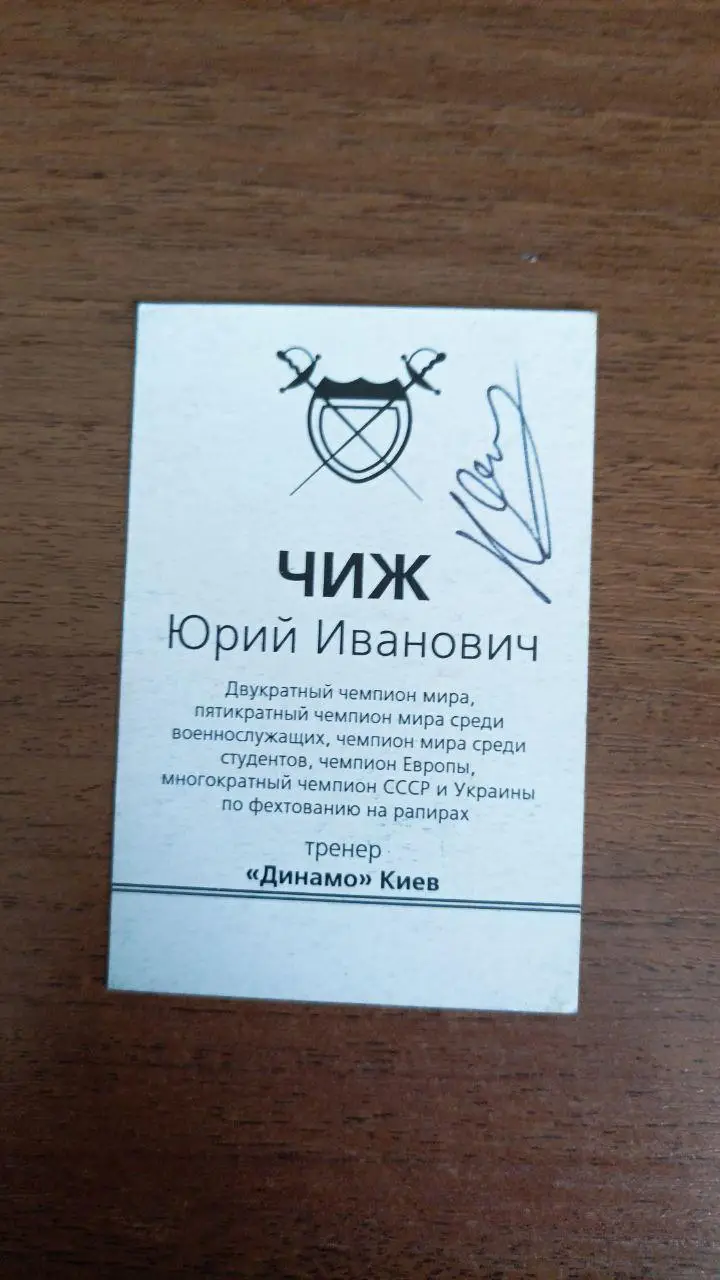 ЧИЖ
Юрий Иванович
Двукратный чемпион мира,
пятикратный чемпион мира среди
военнослужащих, чемпион мира среди
студентов, чемпион Европы,
многократный чемпион СССР и Украины
по фехтованию на рапирах
тренер
«Динамо» Киев